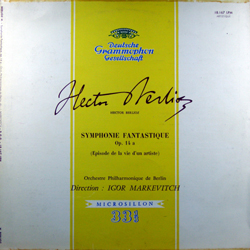 Deutsche
Grammophon
Gesellschaft
Hector Berlioz
HECTOR BERLIOZ
SYMPHONIE FANTASTIQUE
Op. 14 a
(Episode de la vie d'un artiste)
Orchestre Philharmonique de Berlin
Direction : IGOR MARKEVITCH
MICROSILLON
33⅓